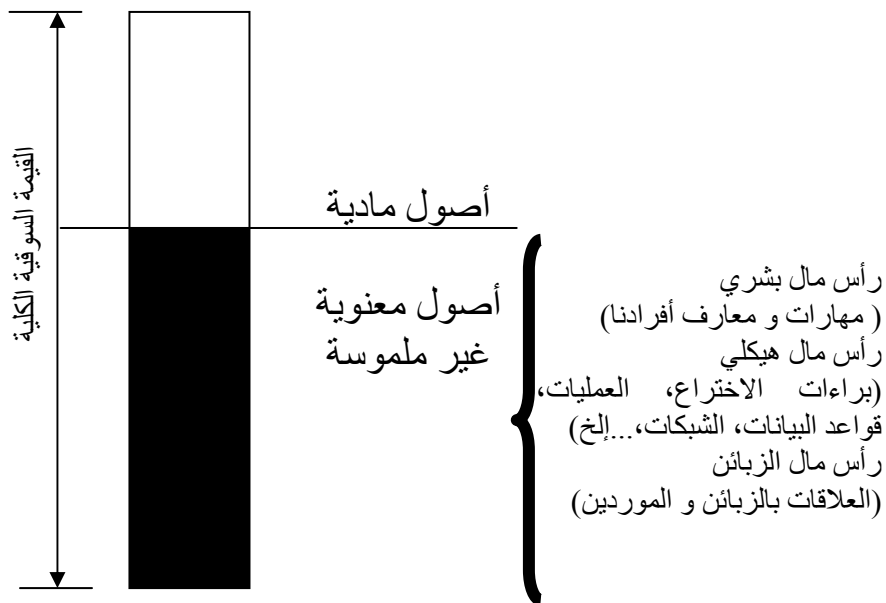 القيمة السوقية الكلية
أصول مادية
أصول معنوية
غير ملموسة
رأس مال بشري
( مهارات و معارف أفرادنا)
رأس مال هيكلي
(براءات الاختراع، العمليات،
قواعد البيانات، الشبكات،...إلخ)
رأس مال الزبائن
(العلاقات بالزبائن و الموردين)